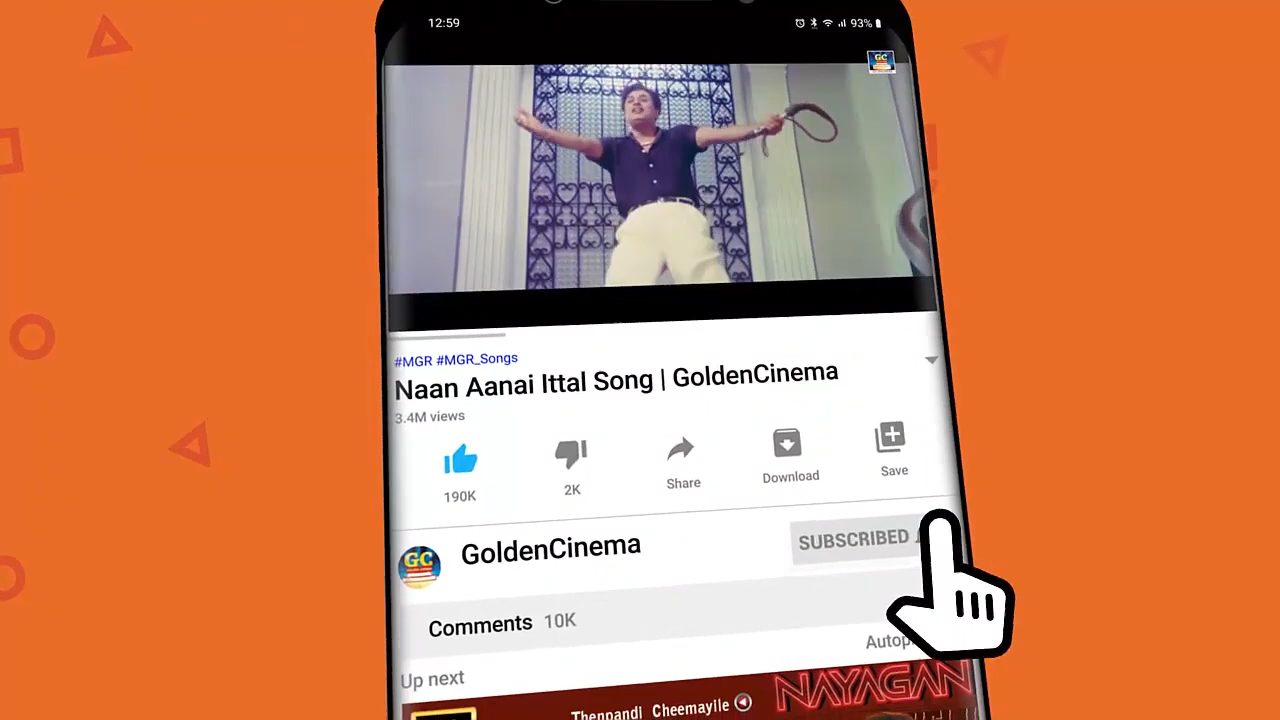 12:59
93%
GC
#MGR #MGR_Songs
Naan Aanai Ittal Song | GoldenCinema
3.4M views
190K
2K
Share
Download
Save
GC
GoldenCinema
SUBSCRIBED
Comments 10K
Up next
NAYAGAN
Thenpandi Cheemaylle